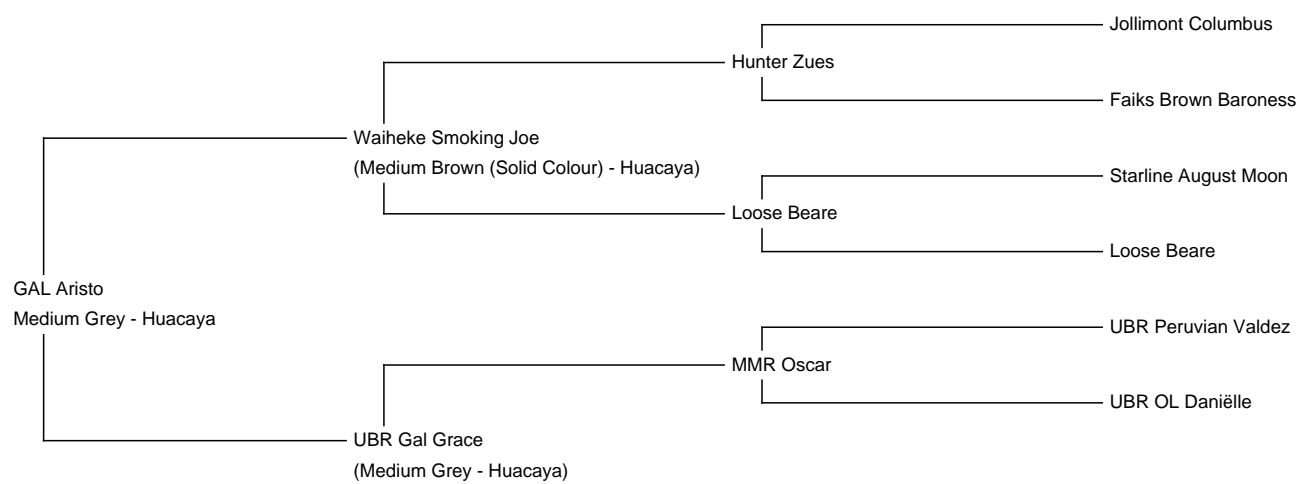 Jollimont Columbus
Hunter Zues
Faiks Brown Baroness
Waiheke Smoking Joe
(Medium Brown (Solid Colour) - Huacaya)
Starline August Moon
Loose Beare
Loose Beare
GAL Aristo
Medium Grey - Huacaya
UBR Peruvian Valdez
MMR Oscar
UBR OL Daniëlle
UBR Gal Grace
(Medium Grey - Huacaya)